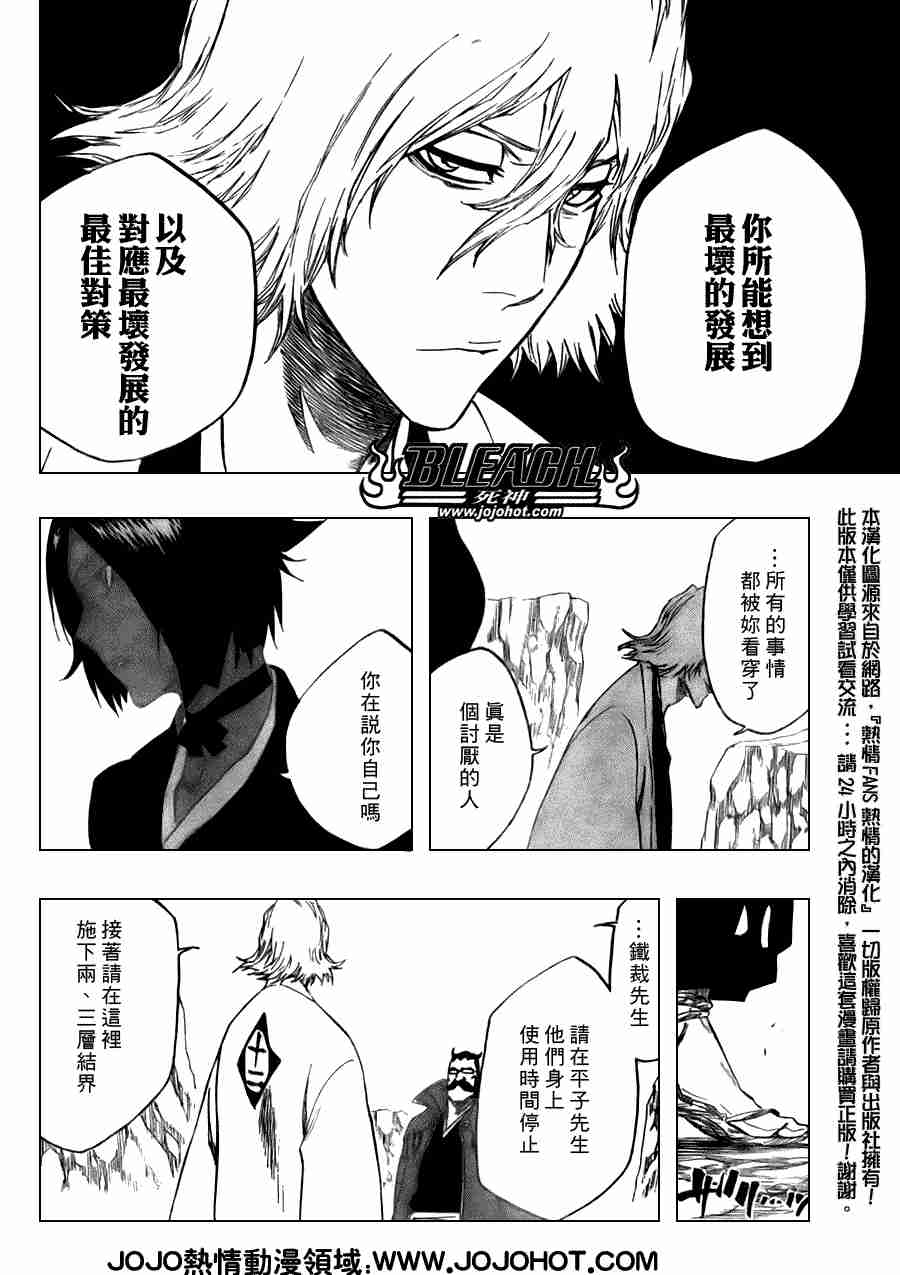 你所能想到
最壞的發展
以及
對應最壞發展的
最佳對策
BLEACH
死神
www.jojohot.com
…所有的事情
都被妳看穿了
真是
個討厭的人
你在説你自己嗎
…鐵裁先生
請在平子先生
他們身上
使用時間停止
接著請在這裡
施下兩、三層結界
十二
本漢化圖源來自於網路，『熱情FANS熱情的漢化』一切版權歸原作者與出版社擁有！
此版本僅供學習試看交流…請24小時之內消除，喜歡這套漫畫請購買正版！謝謝。
JOJO熱情動漫領域:WWW.JOJOHOT.COM